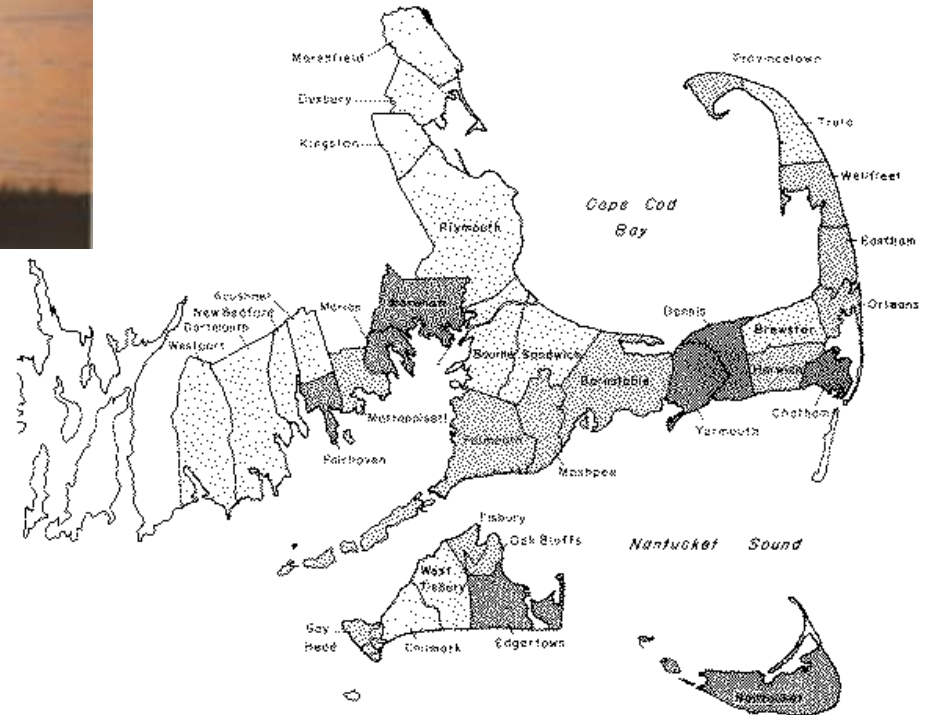 Marshfield
Provincetown
Duxbury
Truro
Kingston
Wellfleet
Cape Cod
Bay
Plymouth
Eastham
Acushnet
New Bedford
Dartmouth
Westport
Marion
Wareham
Orleans
Dennis
Brewster
Bourne
Sandwich
Harwich
Barnstable
Mattapoisett
Chatham
Falmouth
Yarmouth
Fairhaven
Mashpee
Tisbury
Oak Bluffs
Nantucket Sound
West
Tisbury
Gay
Head
Chilmark
Edgartown
Nantucket